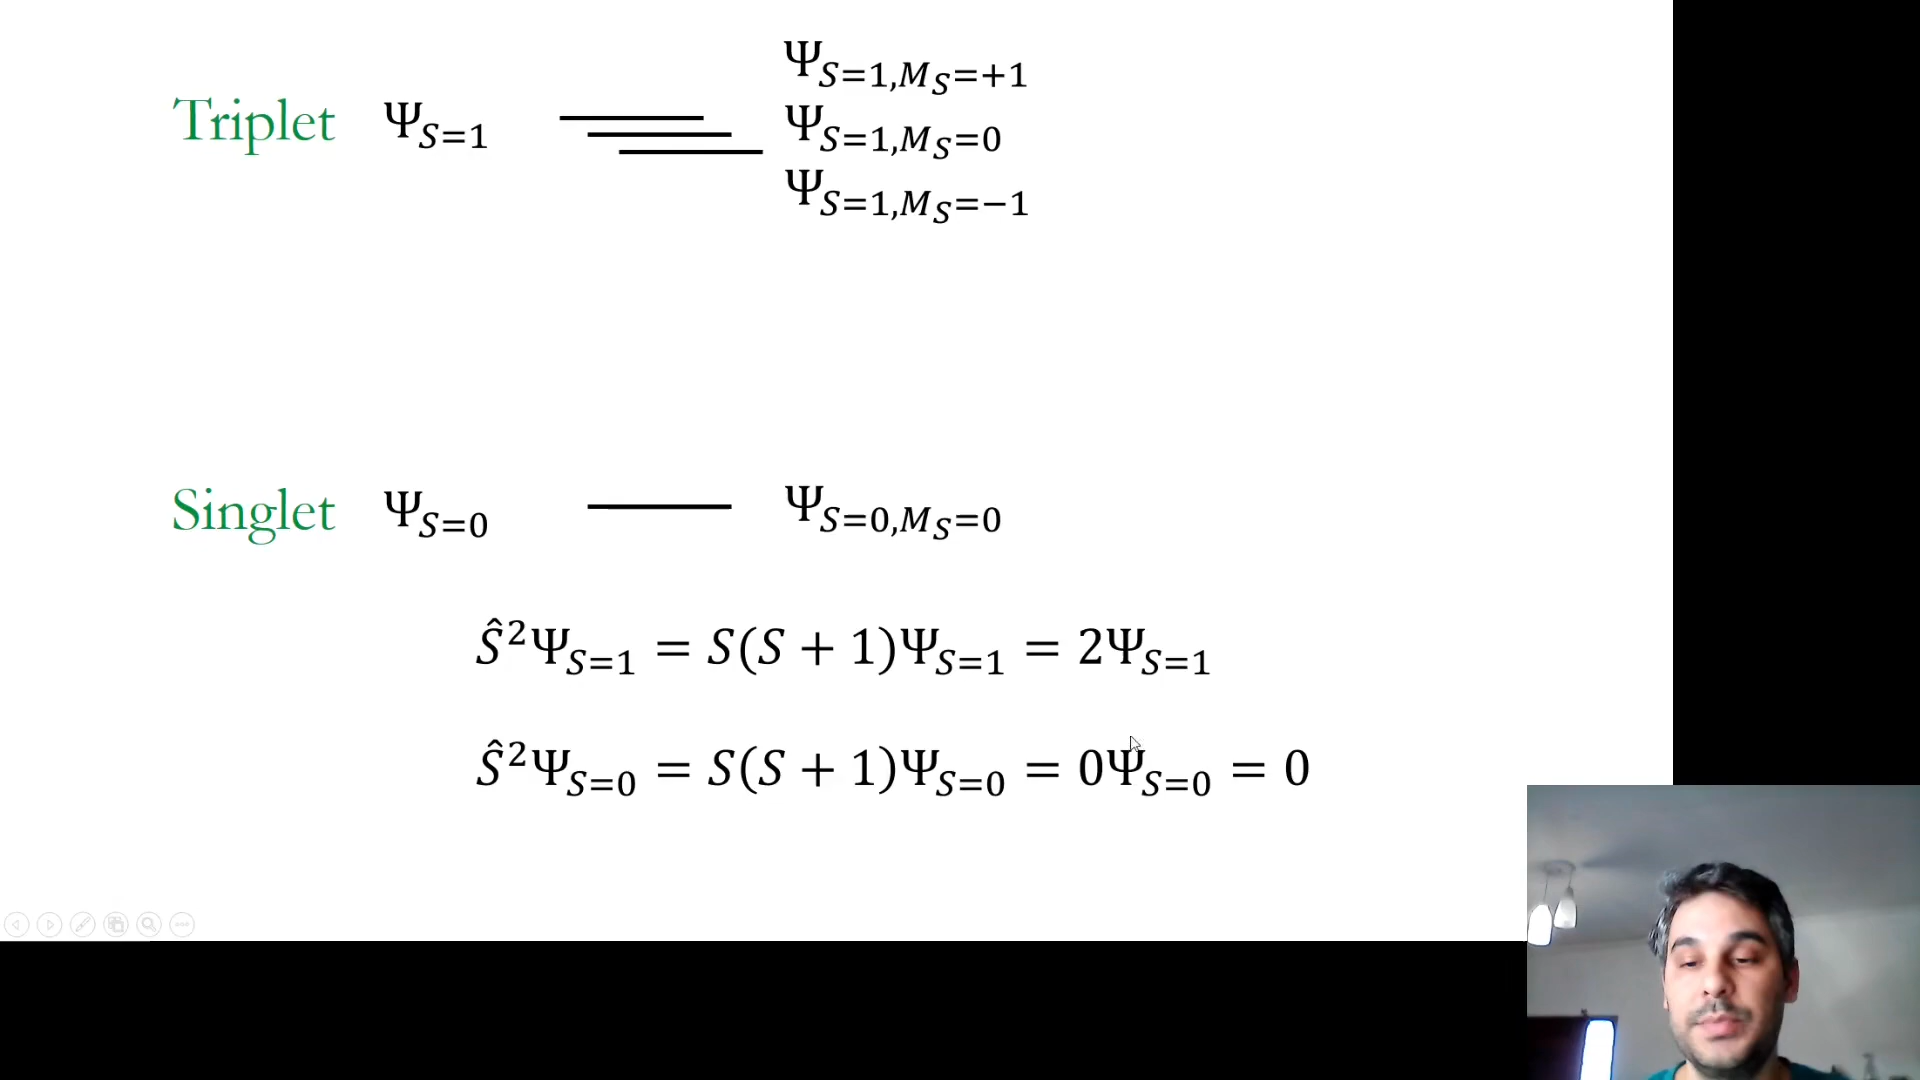 Ψ_{S=1,M_S=+1}
Triplet Ψ_{S=1} Ψ_{S=1,M_S=0}
Ψ_{S=1,M_S=−1}
Singlet Ψ_{S=0} Ψ_{S=0,M_S=0}
Ŝ²Ψ_{S=1} = S(S + 1)Ψ_{S=1} = 2Ψ_{S=1}
Ŝ²Ψ_{S=0} = S(S + 1)Ψ_{S=0} = 0Ψ_{S=0} = 0